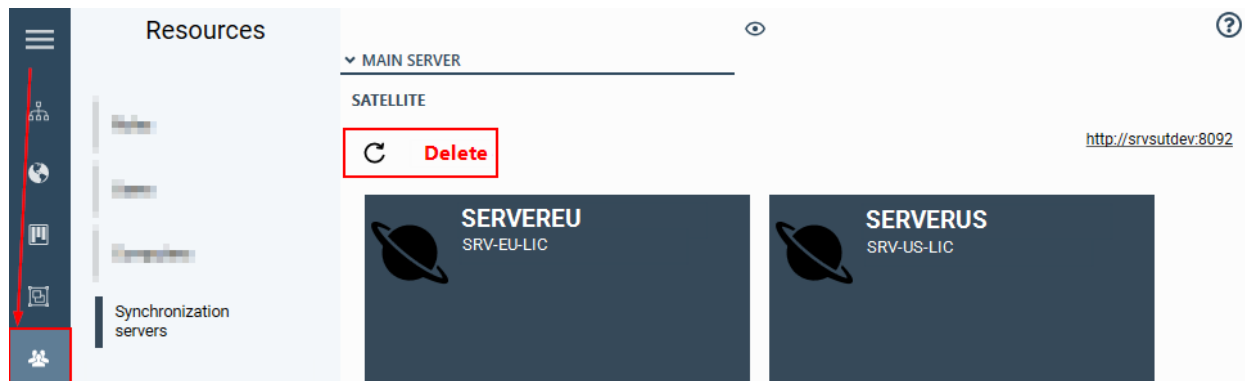 Resources
Synchronization
servers
MAIN SERVER
SATELLITE
Delete
http://srvsutdev:8092
SERVEREU
SRV-EU-LIC
SERVERUS
SRV-US-LIC